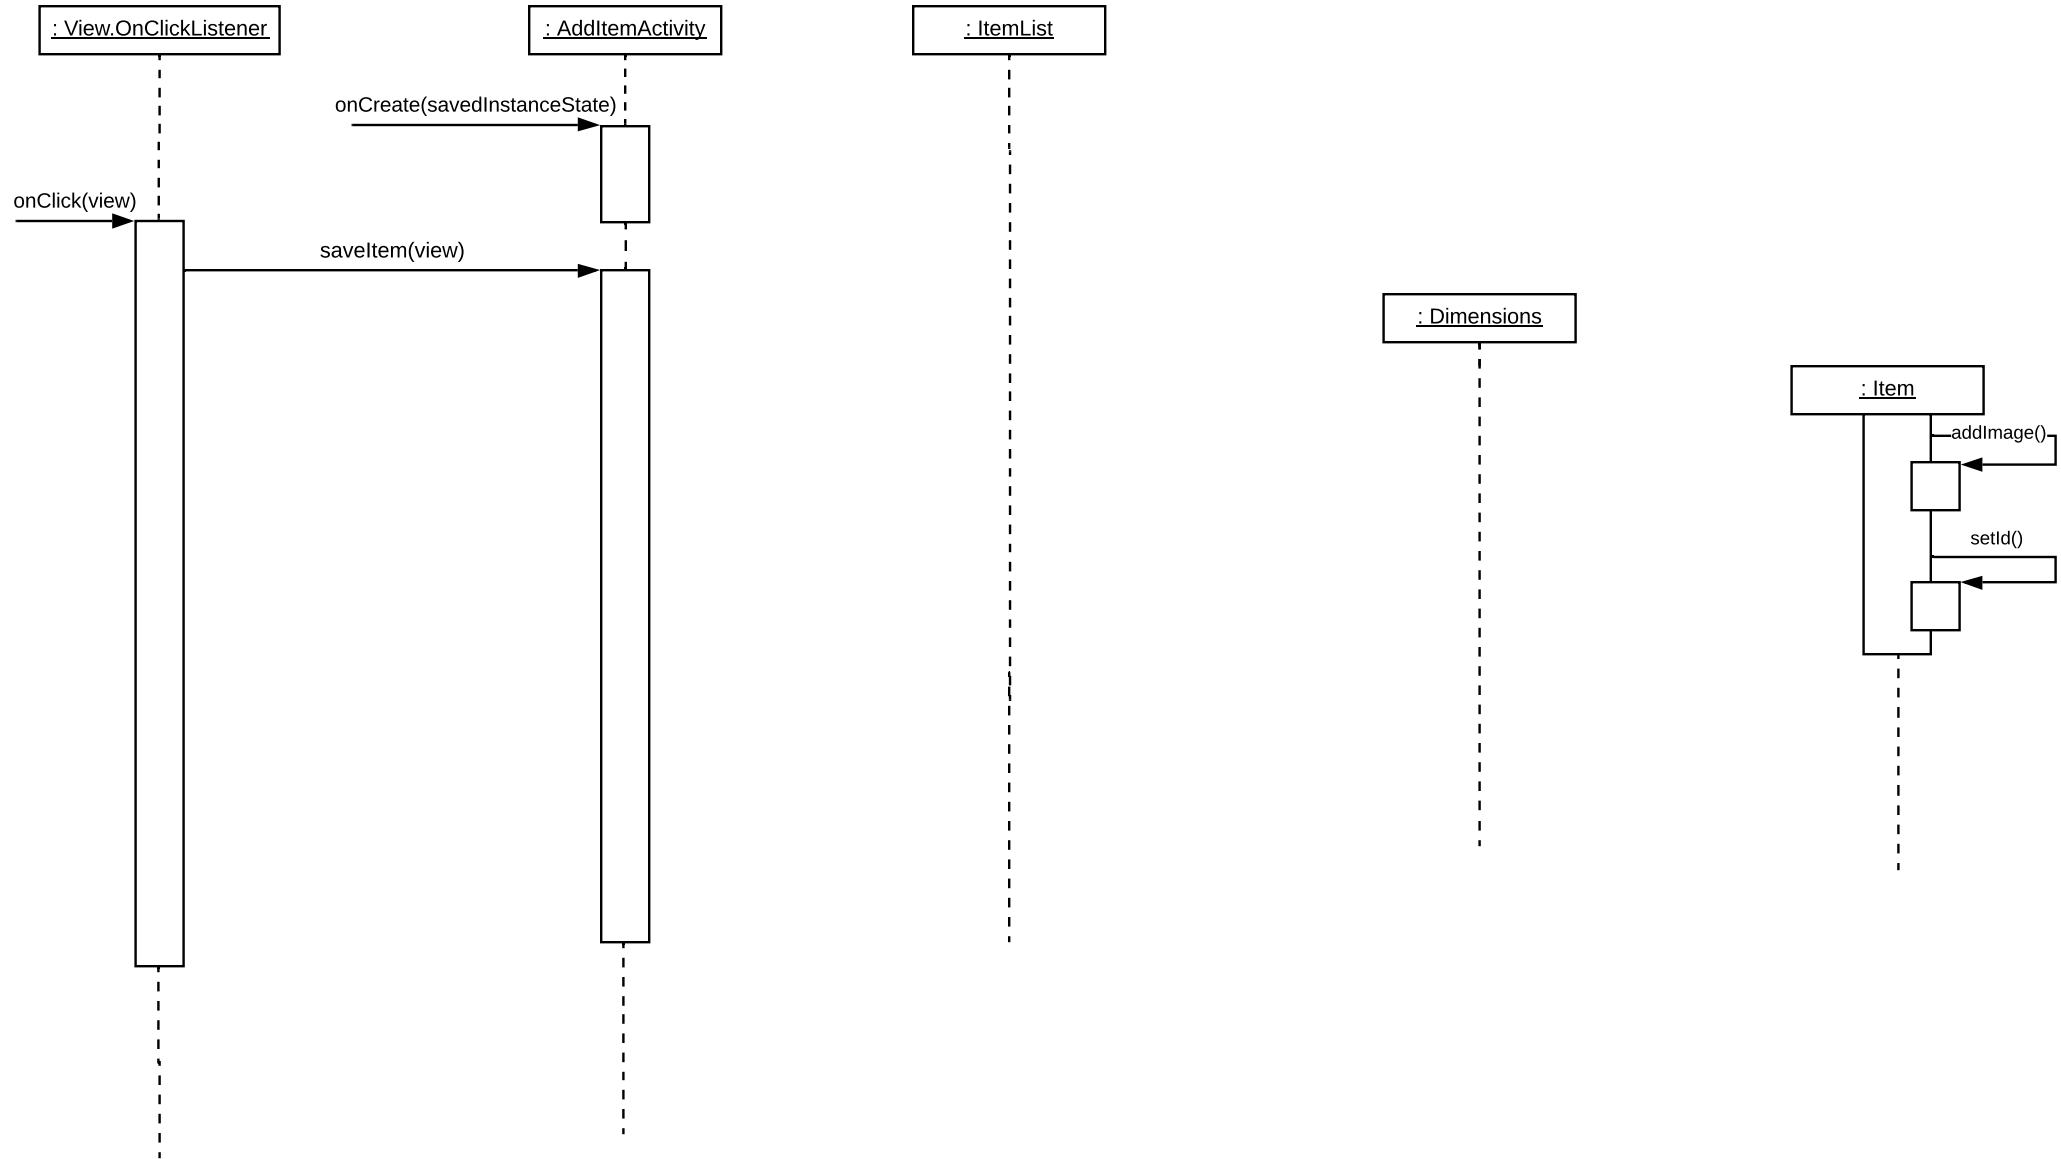 : View.OnClickListener
: AddItemActivity
: ItemList
onCreate(savedInstanceState)
onClick(view)
saveItem(view)
: Dimensions
: Item
addImage()
setId()